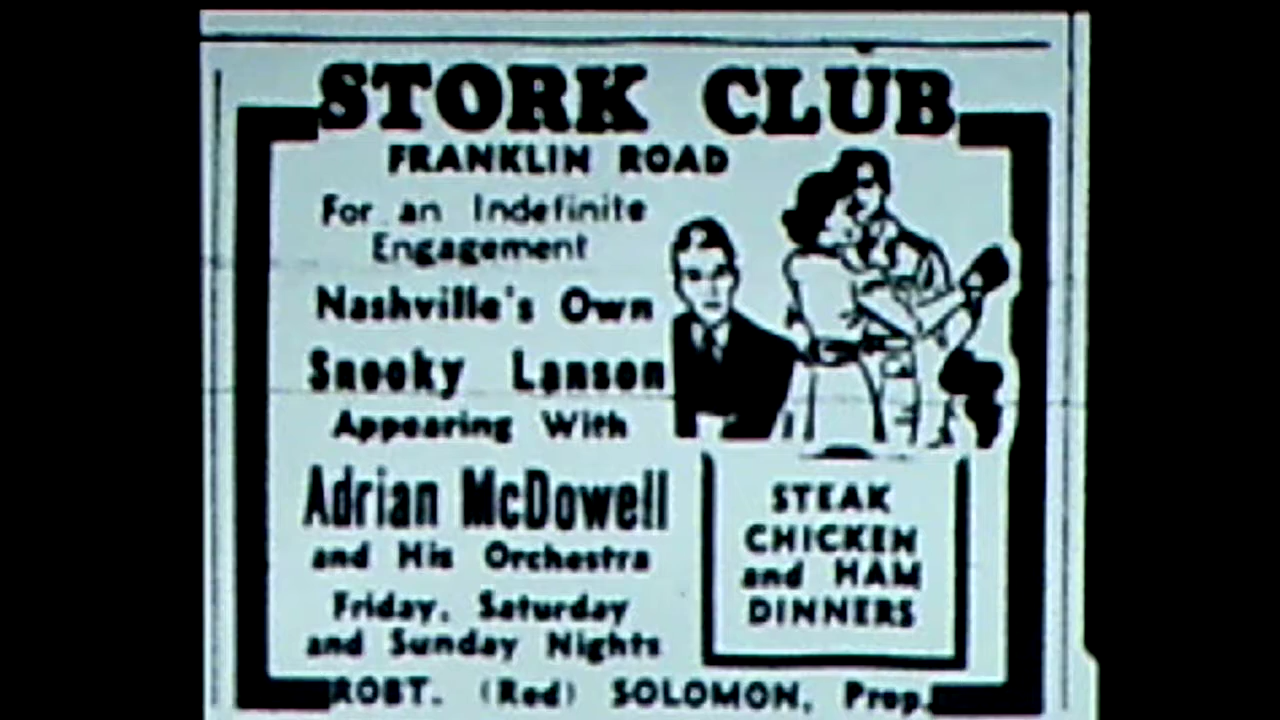 STORK CLUB
FRANKLIN ROAD
For an Indefinite
Engagement
Nashville's Own
Snooky Lanson
Appearing With
Adrian McDowell
and His Orchestra
Friday, Saturday
and Sunday Nights
STEAK
CHICKEN
and HAM
DINNERS
ROBT. (Red) SOLOMON, Prop.